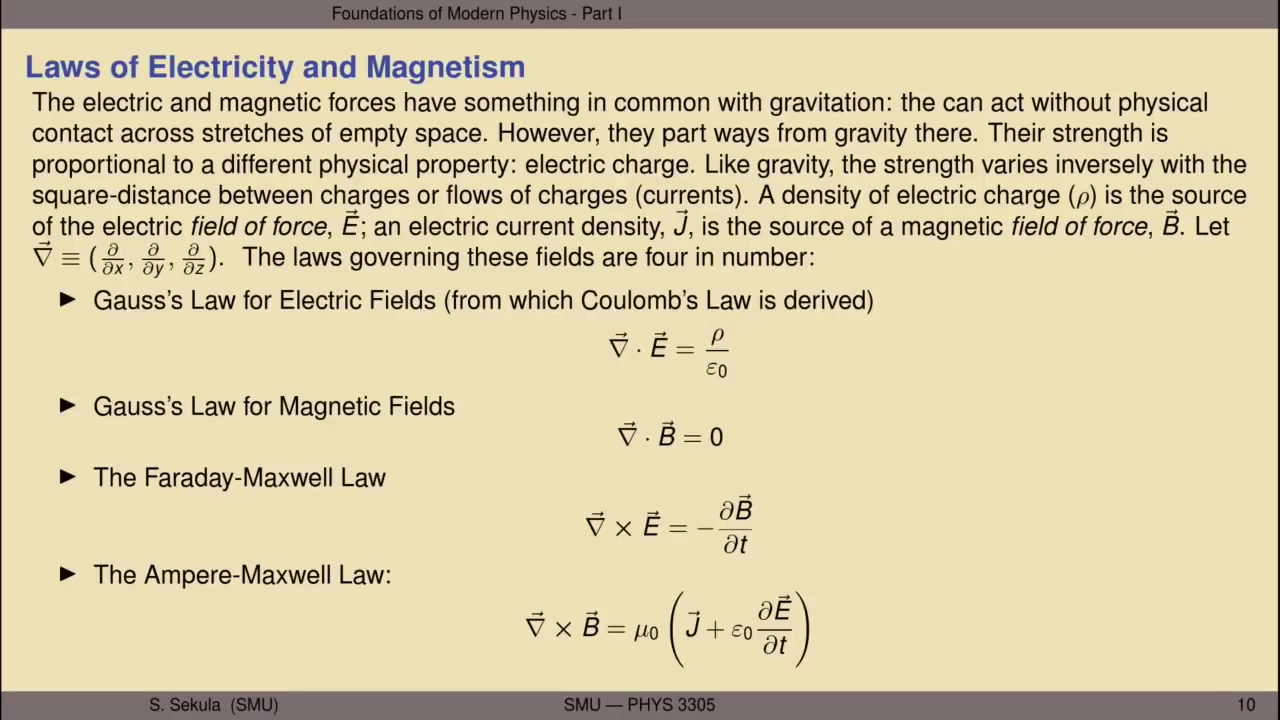 Foundations of Modern Physics - Part I
Laws of Electricity and Magnetism
The electric and magnetic forces have something in common with gravitation: the can act without physical
contact across stretches of empty space. However, they part ways from gravity there. Their strength is
proportional to a different physical property: electric charge. Like gravity, the strength varies inversely with the
square-distance between charges or flows of charges (currents). A density of electric charge (ρ) is the source
of the electric field of force, E⃗; an electric current density, J⃗, is the source of a magnetic field of force, B⃗. Let
∇⃗ ≡ (∂/∂x, ∂/∂y, ∂/∂z). The laws governing these fields are four in number:
▶ Gauss's Law for Electric Fields (from which Coulomb's Law is derived)
∇⃗ · E⃗ = ρ/ε₀
▶ Gauss's Law for Magnetic Fields
∇⃗ · B⃗ = 0
▶ The Faraday-Maxwell Law
∇⃗ × E⃗ = −∂B⃗/∂t
▶ The Ampere-Maxwell Law:
∇⃗ × B⃗ = μ₀ (J⃗ + ε₀ ∂E⃗/∂t)
S. Sekula (SMU) SMU — PHYS 3305 10